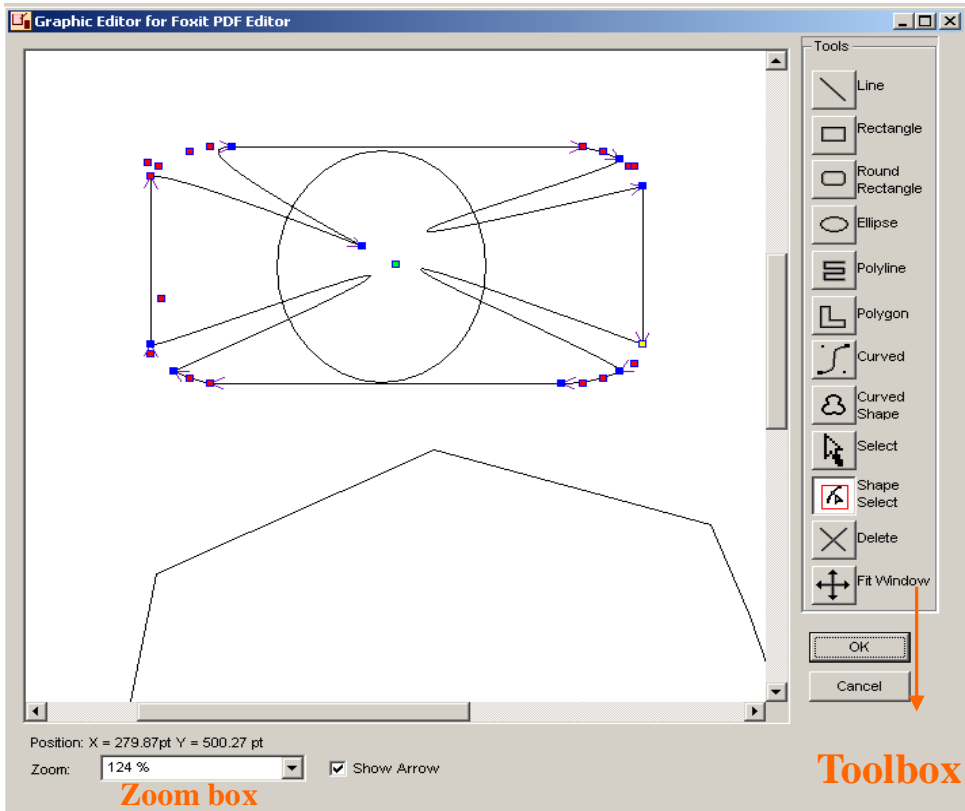 Graphic Editor for Foxit PDF Editor
Tools
Line
Rectangle
Round
Rectangle
Ellipse
Polyline
Polygon
Curved
Curved
Shape
Select
Shape
Select
Delete
Fit Window
OK
Cancel
Position: X = 279.87pt Y = 500.27 pt
Zoom: 124 % Show Arrow
Toolbox
Zoom box